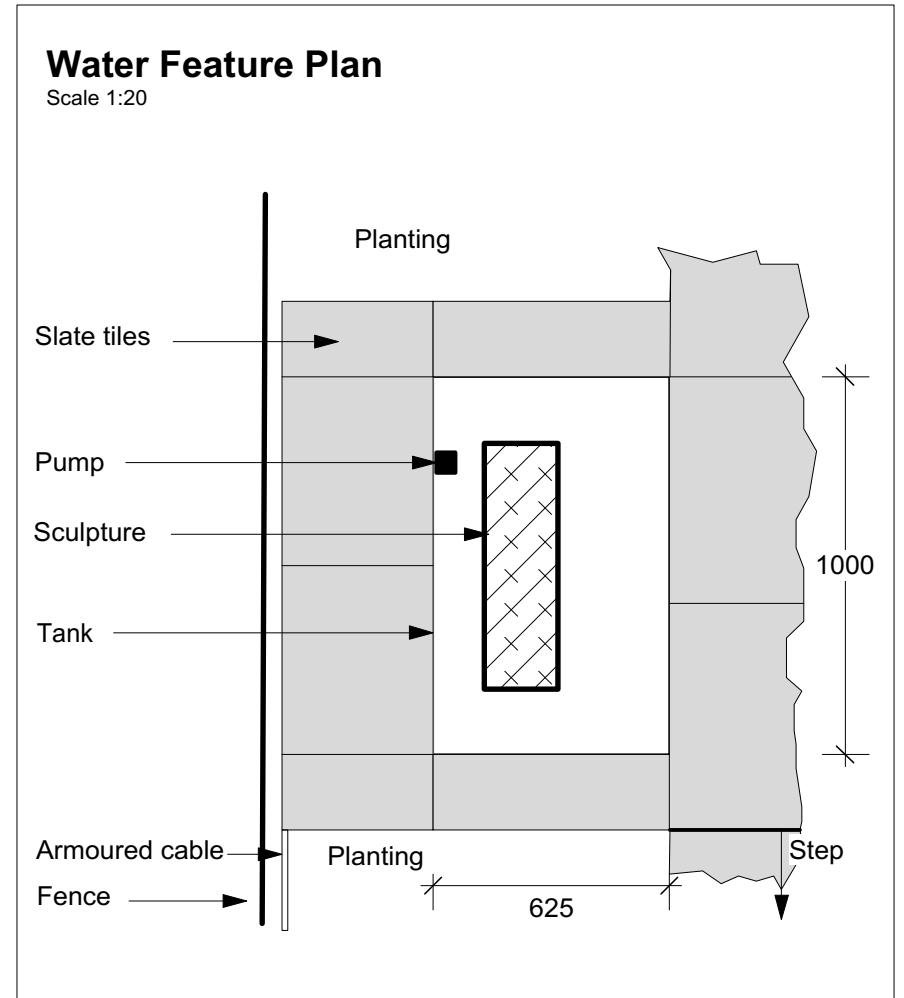 Water Feature Plan
Scale 1:20
Planting
Slate tiles
Pump
Sculpture
1000
Tank
Armoured cable
Planting
Step
Fence
625